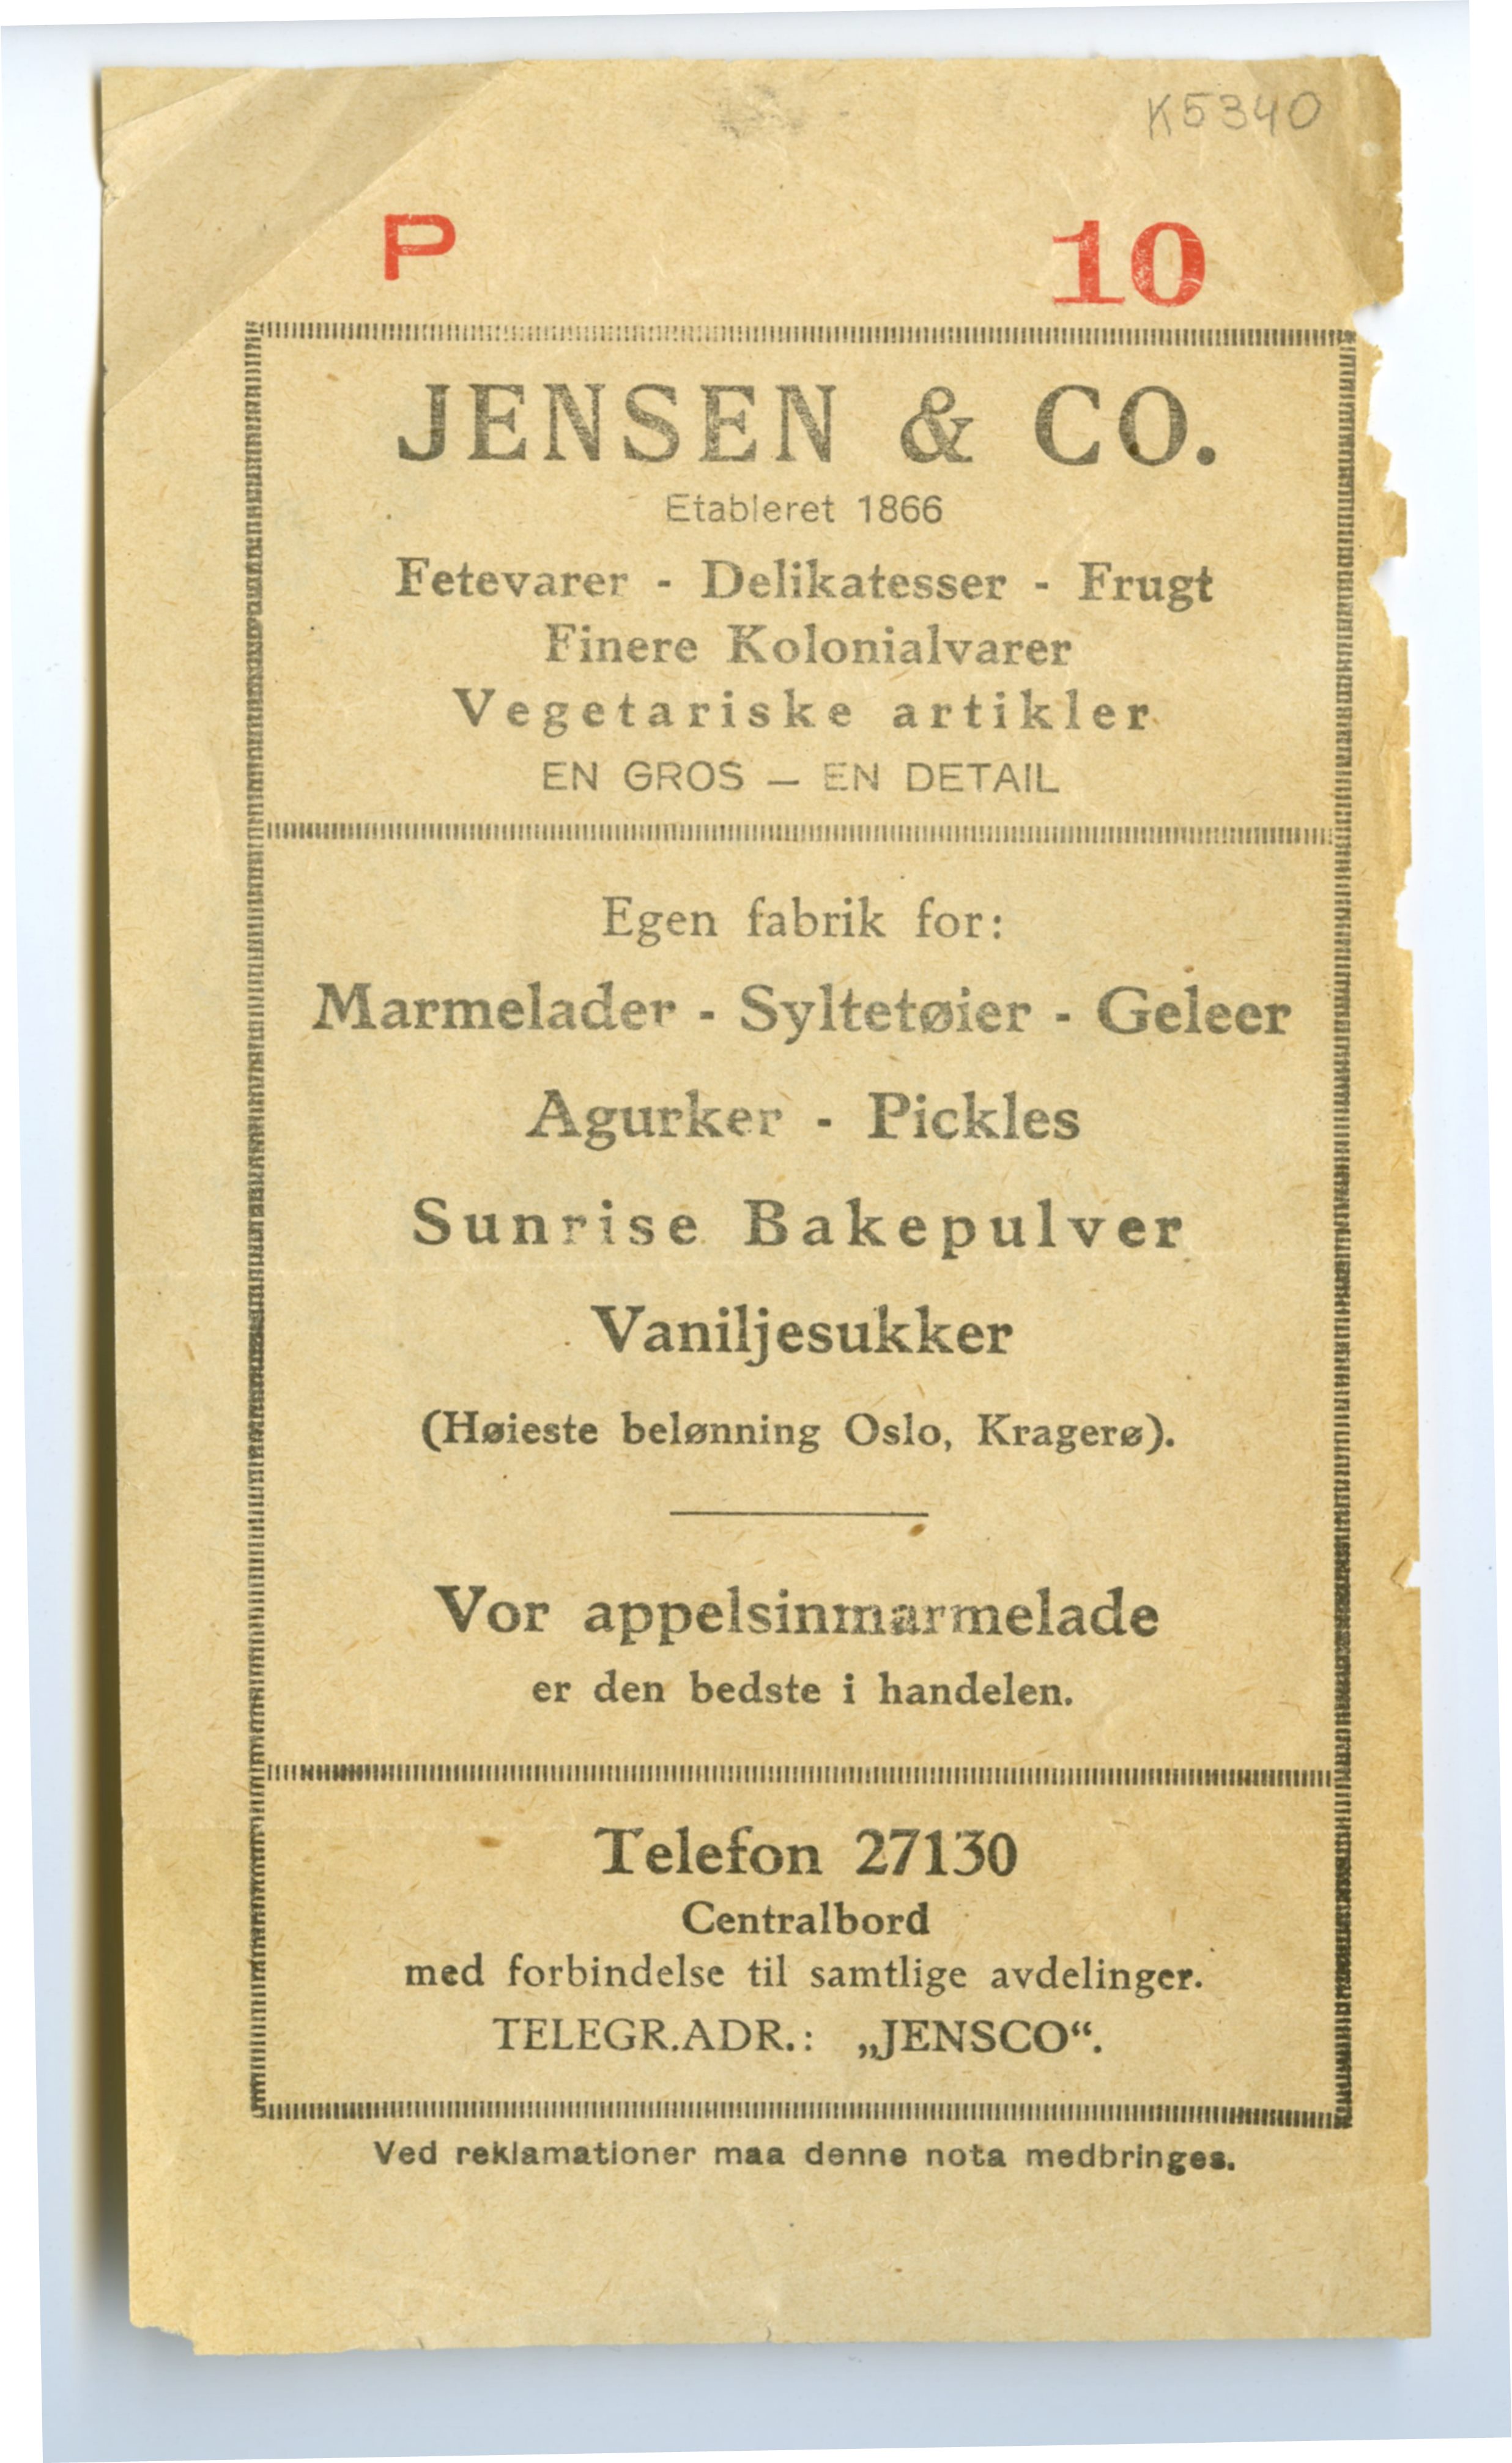 K5340
P 10
JENSEN & CO.
Etableret 1866
Fetevarer - Delikatesser - Frugt
Finere Kolonialvarer
Vegetariske artikler
EN GROS — EN DETAIL
Egen fabrik for:
Marmelader - Syltetøier - Geleer
Agurker - Pickles
Sunrise Bakepulver
Vaniljesukker
(Høieste belønning Oslo, Kragerø).
Vor appelsinmarmelade
er den bedste i handelen.
Telefon 27130
Centralbord
med forbindelse til samtlige avdelinger.
TELEGR.ADR.: „JENSCO“.
Ved reklamationer maa denne nota medbringes.